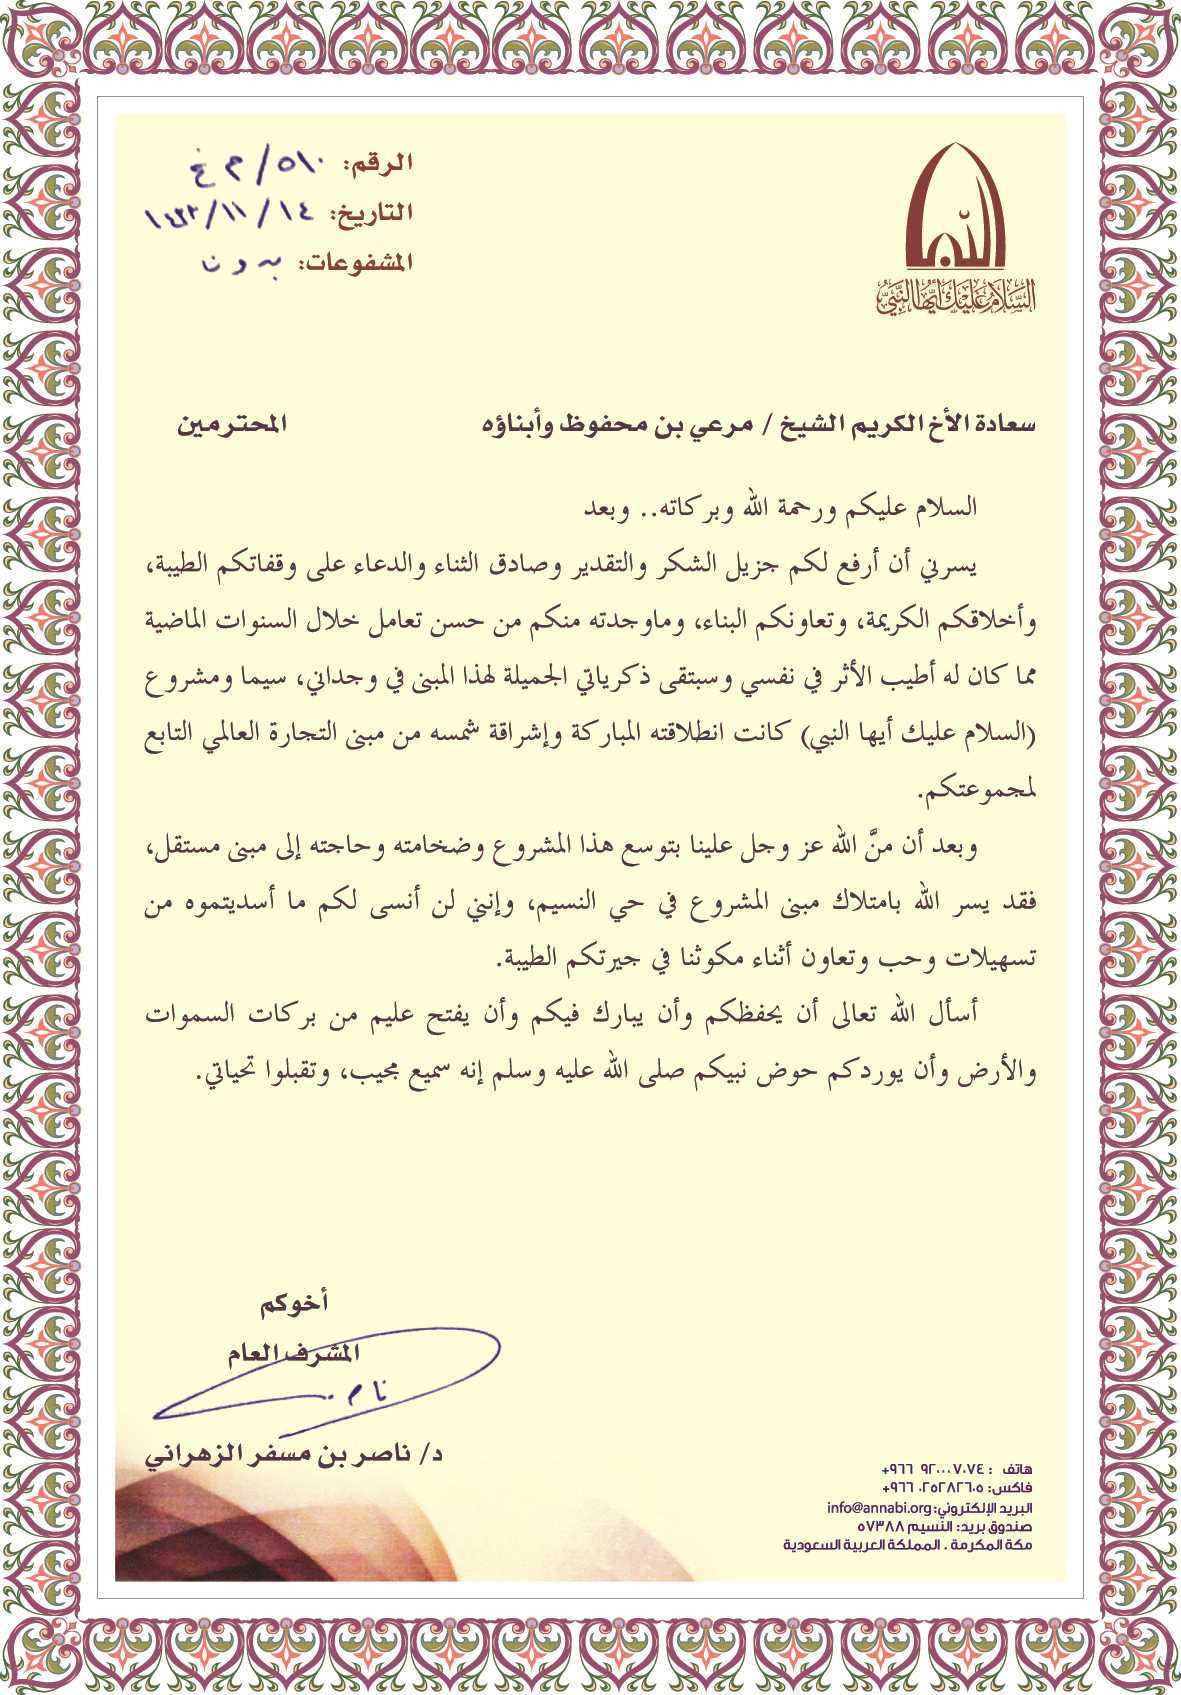 الرقم: ٥١٠/م غ
التاريخ: ١٤/١١/١٤٣٢
المشفوعات: بدون
السلام عليك أيها النبي
سعادة الأخ الكريم الشيخ / مرعي بن محفوظ وأبناؤه المحترمين
السلام عليكم ورحمة الله وبركاته.. وبعد
يسرني أن أرفع لكم جزيل الشكر والتقدير وصادق الثناء والدعاء على وقفاتكم الطيبة،
وأخلاقكم الكريمة، وتعاونكم البناء، وماوجدته منكم من حسن تعامل خلال السنوات الماضية
مما كان له أطيب الأثر في نفسي وسبتقى ذكرياتي الجميلة لهذا المبنى في وجداني، سيما ومشروع
(السلام عليك أيها النبي) كانت انطلاقته المباركة وإشراقة شمسه من مبنى التجارة العالمي التابع
لمجموعتكم.
وبعد أن منَّ الله عز وجل علينا بتوسع هذا المشروع وضخامته وحاجته إلى مبنى مستقل،
فقد يسر الله بامتلاك مبنى المشروع في حي النسيم، وإنني لن أنسى لكم ما أسديتموه من
تسهيلات وحب وتعاون أثناء مكوثنا في جيرتكم الطيبة.
أسأل الله تعالى أن يحفظكم وأن يبارك فيكم وأن يفتح عليم من بركات السموات
والأرض وأن يوردكم حوض نبيكم صلى الله عليه وسلم إنه سميع مجيب، وتقبلوا تحياتي.
أخوكم
المشرف العام
د/ ناصر بن مسفر الزهراني
هاتف : ٩٢٠٠٠٧٠٧٤ ٩٦٦+
فاكس: ٠٢٥٢٨٢٦٠٥ ٩٦٦+
البريد الإلكتروني: info@annabi.org
صندوق بريد: النسيم ٥٧٣٨٨
مكة المكرمة . المملكة العربية السعودية